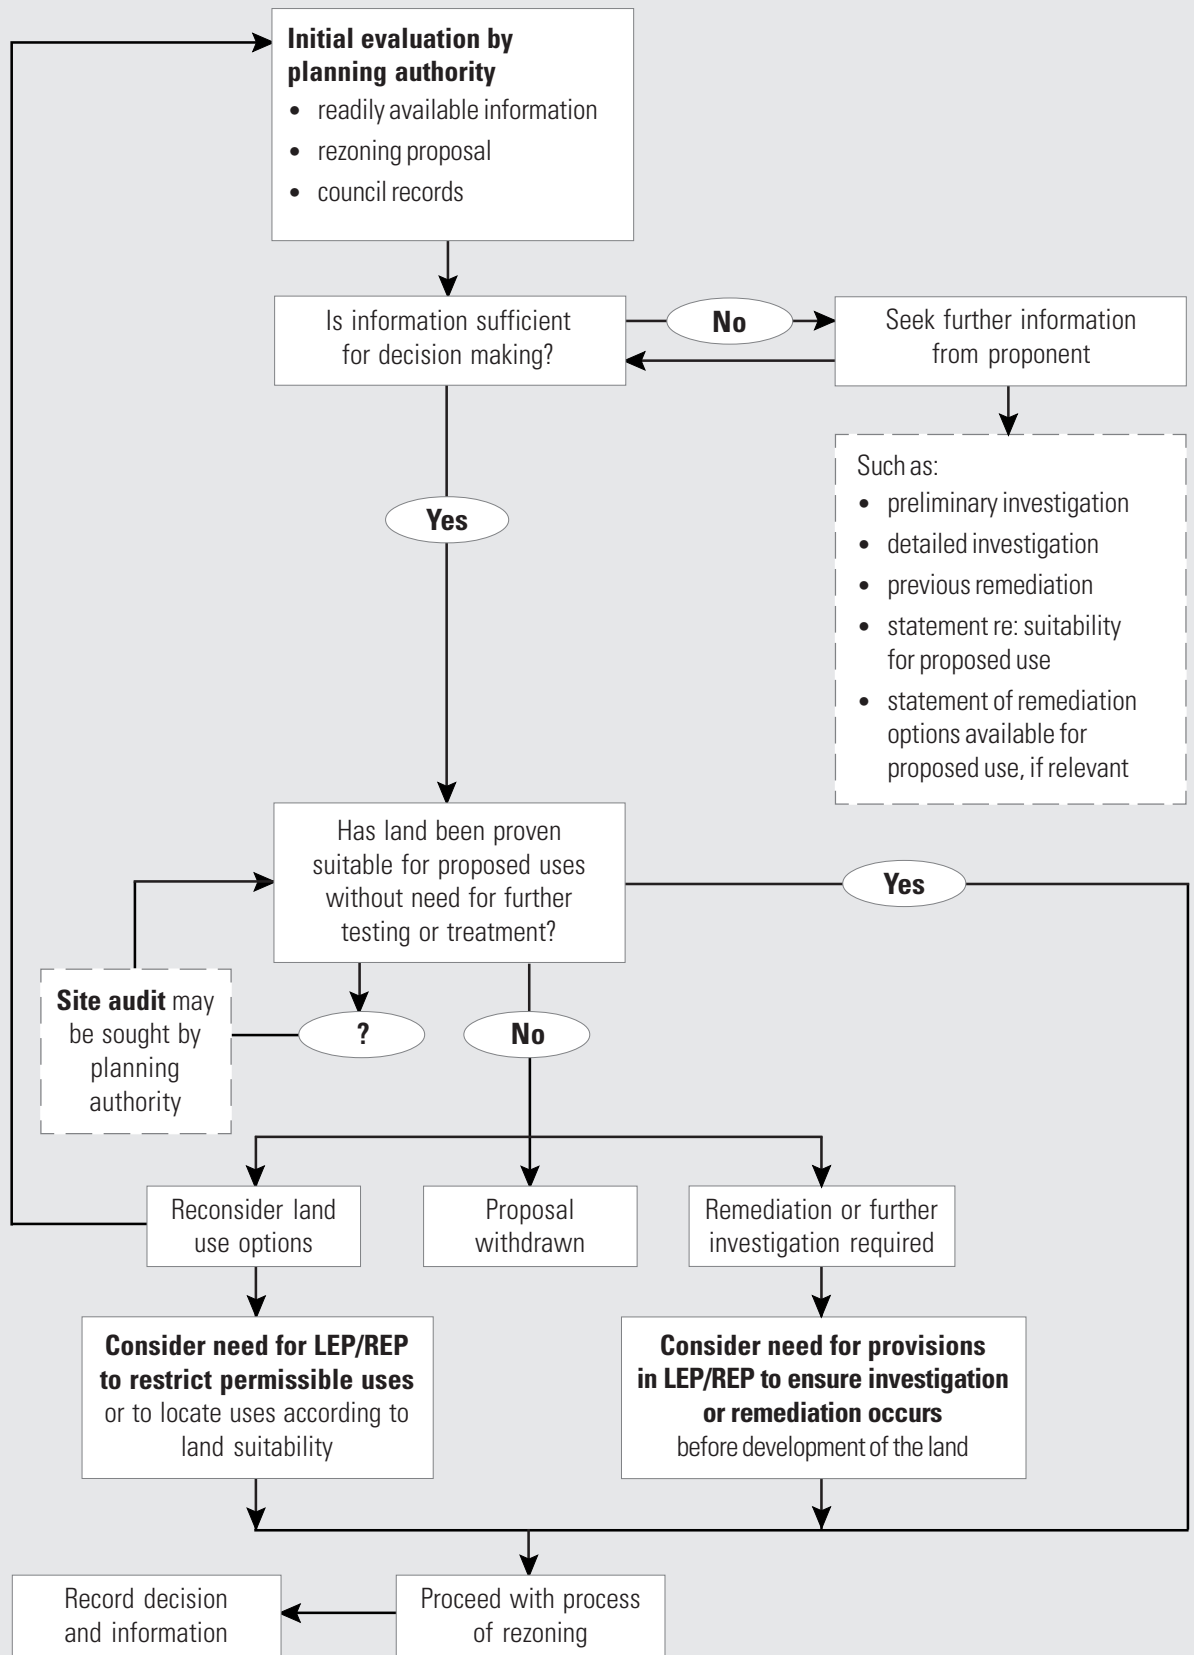 Initial evaluation by
planning authority
• readily available information
• rezoning proposal
• council records
Is information sufficient
for decision making?
No
Seek further information
from proponent
Such as:
• preliminary investigation
• detailed investigation
• previous remediation
• statement re: suitability
for proposed use
• statement of remediation
options available for
proposed use, if relevant
Yes
Has land been proven
suitable for proposed uses
without need for further
testing or treatment?
Yes
Site audit may
be sought by
planning
authority
?
No
Reconsider land
use options
Proposal
withdrawn
Remediation or further
investigation required
Consider need for LEP/REP
to restrict permissible uses
or to locate uses according to
land suitability
Consider need for provisions
in LEP/REP to ensure investigation
or remediation occurs
before development of the land
Record decision
and information
Proceed with process
of rezoning